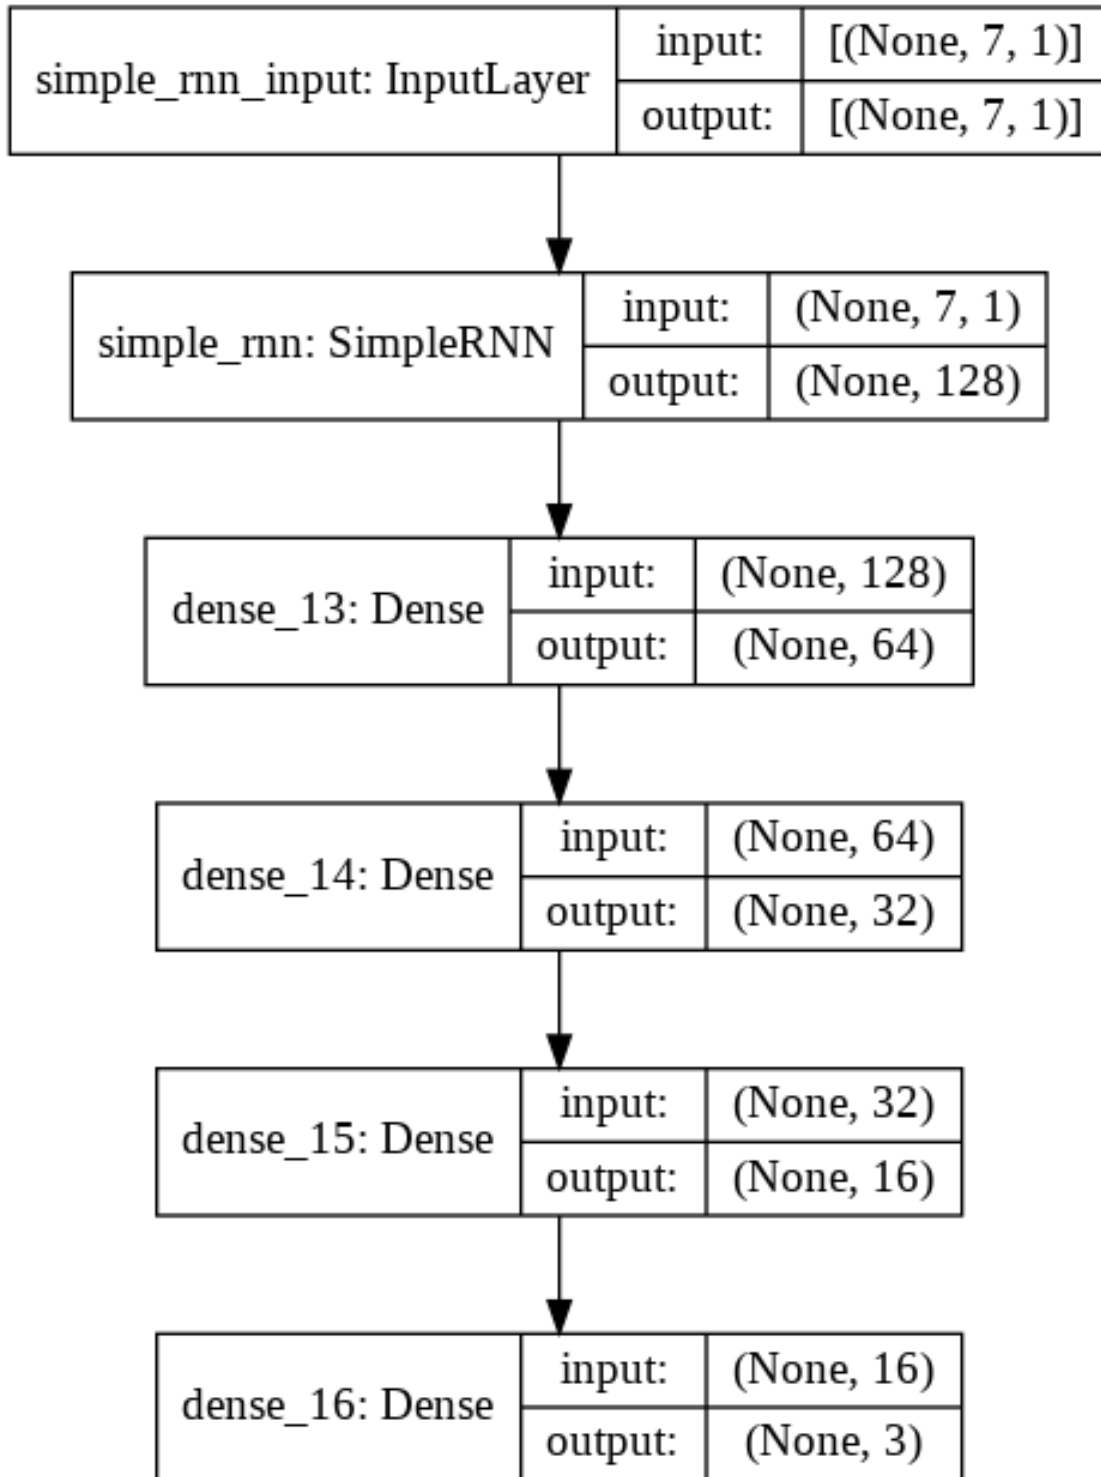 simple_rnn_input: InputLayer
input:
[(None, 7, 1)]
output:
[(None, 7, 1)]
simple_rnn: SimpleRNN
input:
(None, 7, 1)
output:
(None, 128)
dense_13: Dense
input:
(None, 128)
output:
(None, 64)
dense_14: Dense
input:
(None, 64)
output:
(None, 32)
dense_15: Dense
input:
(None, 32)
output:
(None, 16)
dense_16: Dense
input:
(None, 16)
output:
(None, 3)